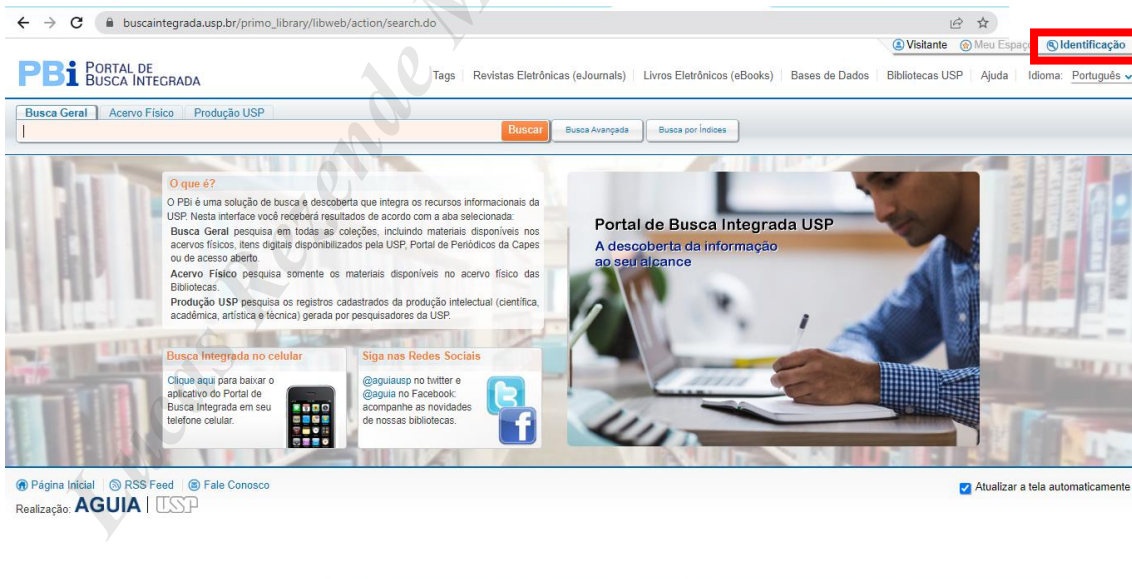 buscaintegrada.usp.br/primo_library/libweb/action/search.do
Visitante Meu Espaço Identificação
PBi PORTAL DE
BUSCA INTEGRADA
Tags Revistas Eletrônicas (eJournals) Livros Eletrônicos (eBooks) Bases de Dados Bibliotecas USP Ajuda Idioma: Português
Busca Geral Acervo Físico Produção USP
Buscar Busca Avançada Busca por Índices
O que é?
O PBi é uma solução de busca e descoberta que integra os recursos informacionais da
USP. Nesta interface você receberá resultados de acordo com a aba selecionada:
Busca Geral pesquisa em todas as coleções, incluindo materiais disponíveis nos
acervos físicos, itens digitais disponibilizados pela USP, Portal de Periódicos da Capes
ou de acesso aberto.
Acervo Físico pesquisa somente os materiais disponíveis no acervo físico das
Bibliotecas.
Produção USP pesquisa os registros cadastrados da produção intelectual (científica,
acadêmica, artística e técnica) gerada por pesquisadores da USP.
Portal de Busca Integrada USP
A descoberta da informação
ao seu alcance
Busca Integrada no celular
Clique aqui para baixar o
aplicativo do Portal de
Busca Integrada em seu
telefone celular.
Siga nas Redes Sociais
@aguiausp no twitter e
@aguia no Facebook:
acompanhe as novidades
de nossas bibliotecas.
Página Inicial RSS Feed Fale Conosco
Atualizar a tela automaticamente
Realização: AGUIA | USP